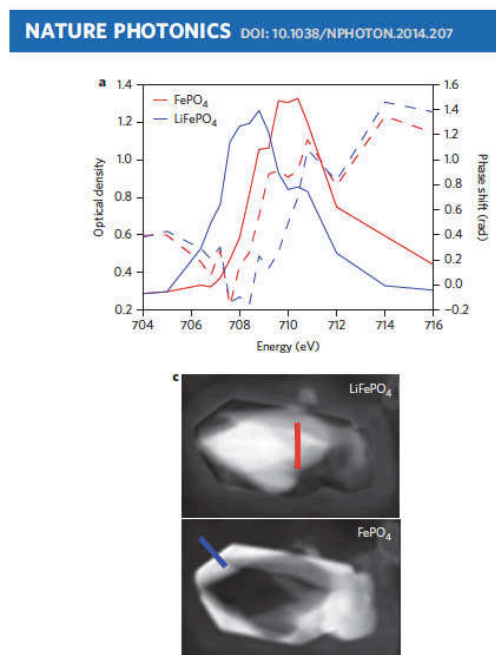 NATURE PHOTONICS DOI: 10.1038/NPHOTON.2014.207
a
FePO4
LiFePO4
Optical density
1.4
1.2
1.0
0.8
0.6
0.4
0.2
1.6
1.4
1.2
1.0
0.8
0.6
0.4
0.2
0.0
−0.2
Phase shift (rad)
704 706 708 710 712 714 716
Energy (eV)
c
LiFePO4
FePO4